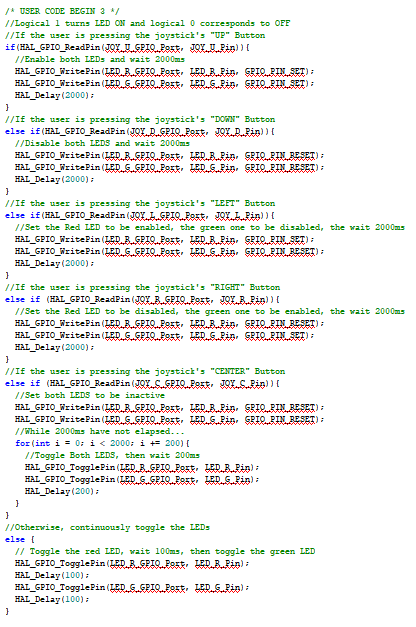 /* USER CODE BEGIN 3 */
//Logical 1 turns LED ON and logical 0 corresponds to OFF
//If the user is pressing the joystick's "UP" Button
if(HAL_GPIO_ReadPin(JOY_U_GPIO_Port, JOY_U_Pin)){
//Enable both LEDs and wait 2000ms
HAL_GPIO_WritePin(LED_R_GPIO_Port, LED_R_Pin, GPIO_PIN_SET);
HAL_GPIO_WritePin(LED_G_GPIO_Port, LED_G_Pin, GPIO_PIN_SET);
HAL_Delay(2000);
}
//If the user is pressing the joystick's "DOWN" Button
else if(HAL_GPIO_ReadPin(JOY_D_GPIO_Port, JOY_D_Pin)){
//Disable both LEDS and wait 2000ms
HAL_GPIO_WritePin(LED_R_GPIO_Port, LED_R_Pin, GPIO_PIN_RESET);
HAL_GPIO_WritePin(LED_G_GPIO_Port, LED_G_Pin, GPIO_PIN_RESET);
HAL_Delay(2000);
}
//If the user is pressing the joystick's "LEFT" Button
else if(HAL_GPIO_ReadPin(JOY_L_GPIO_Port, JOY_L_Pin)){
//Set the Red LED to be enabled, the green one to be disabled, the wait 2000ms
HAL_GPIO_WritePin(LED_R_GPIO_Port, LED_R_Pin, GPIO_PIN_SET);
HAL_GPIO_WritePin(LED_G_GPIO_Port, LED_G_Pin, GPIO_PIN_RESET);
HAL_Delay(2000);
}
//If the user is pressing the joystick's "RIGHT" Button
else if (HAL_GPIO_ReadPin(JOY_R_GPIO_Port, JOY_R_Pin)){
//Set the Red LED to be disabled, the green one to be enabled, the wait 2000ms
HAL_GPIO_WritePin(LED_R_GPIO_Port, LED_R_Pin, GPIO_PIN_RESET);
HAL_GPIO_WritePin(LED_G_GPIO_Port, LED_G_Pin, GPIO_PIN_SET);
HAL_Delay(2000);
}
//If the user is pressing the joystick's "CENTER" Button
else if (HAL_GPIO_ReadPin(JOY_C_GPIO_Port, JOY_C_Pin)){
//Set both LEDS to be inactive
HAL_GPIO_WritePin(LED_R_GPIO_Port, LED_R_Pin, GPIO_PIN_RESET);
HAL_GPIO_WritePin(LED_G_GPIO_Port, LED_G_Pin, GPIO_PIN_RESET);
//While 2000ms have not elapsed...
for(int i = 0; i < 2000; i += 200){
//Toggle Both LEDS, then wait 200ms
HAL_GPIO_TogglePin(LED_R_GPIO_Port, LED_R_Pin);
HAL_GPIO_TogglePin(LED_G_GPIO_Port, LED_G_Pin);
HAL_Delay(200);
}
}
//Otherwise, continuously toggle the LEDs
else {
// Toggle the red LED, wait 100ms, then toggle the green LED
HAL_GPIO_TogglePin(LED_R_GPIO_Port, LED_R_Pin);
HAL_Delay(100);
HAL_GPIO_TogglePin(LED_G_GPIO_Port, LED_G_Pin);
HAL_Delay(100);
}